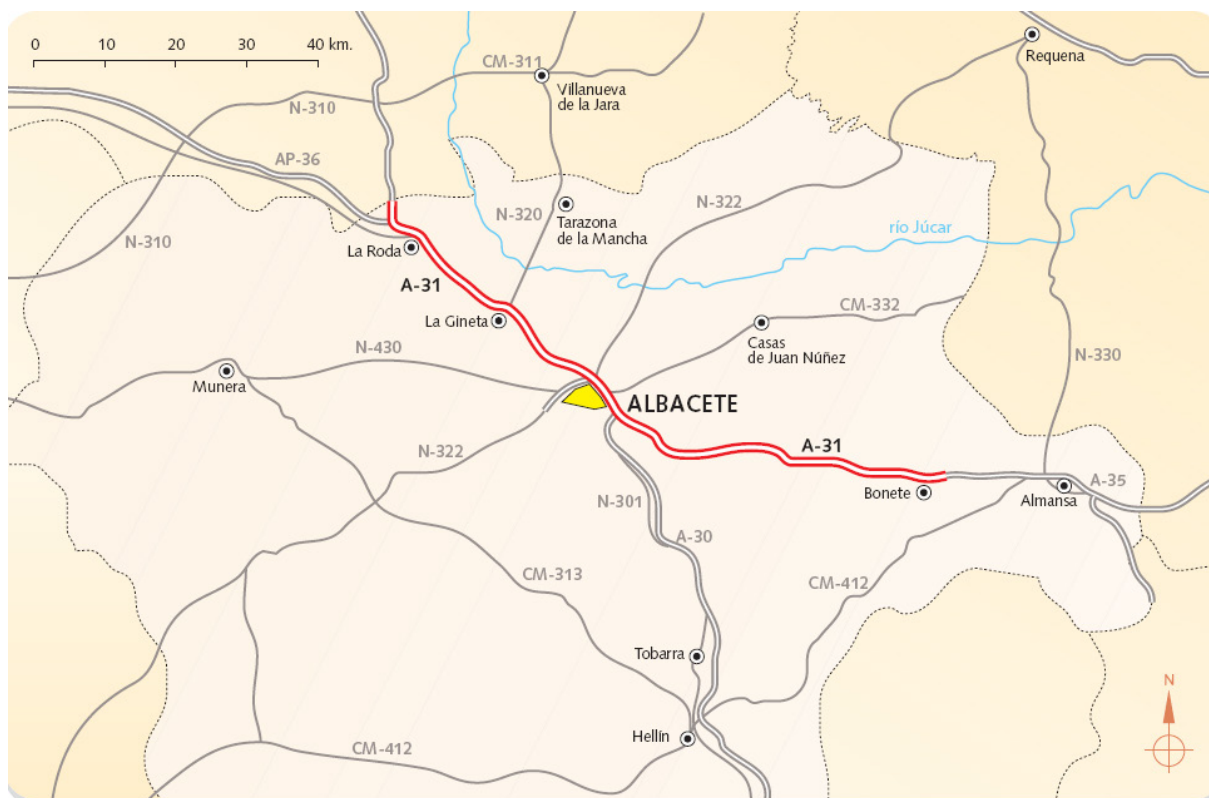 0 10 20 30 40 km.
Requena
CM-311
Villanueva
de la Jara
N-310
AP-36
N-320
Tarazona
de la Mancha
N-322
río Júcar
N-310
La Roda
A-31
La Gineta
CM-332
Casas
de Juan Núñez
N-430
N-330
Munera
ALBACETE
A-31
N-322
Bonete
Almansa
A-35
N-301
A-30
CM-313
CM-412
Tobarra
N
Hellín
CM-412